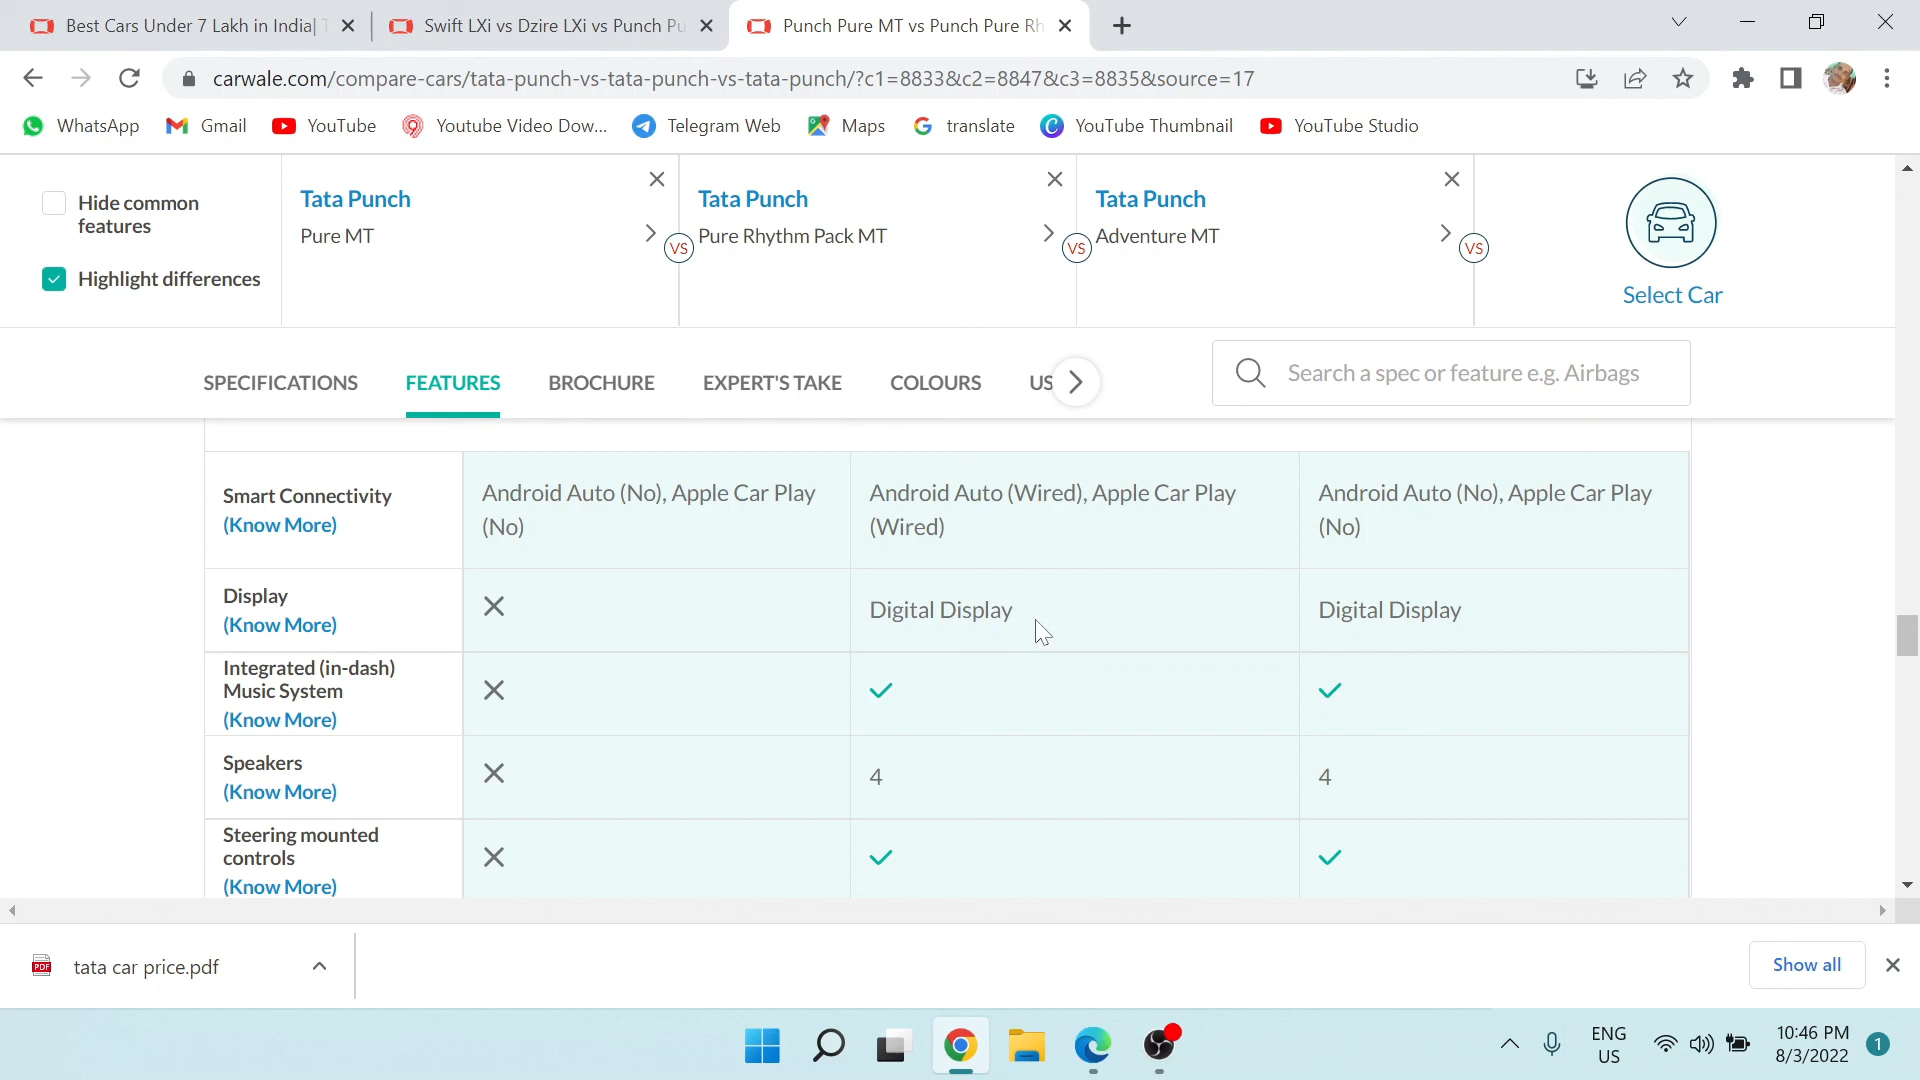 Best Cars Under 7 Lakh in India| T
Swift LXi vs Dzire LXi vs Punch Pu
Punch Pure MT vs Punch Pure Rh
carwale.com/compare-cars/tata-punch-vs-tata-punch-vs-tata-punch/?c1=8833&c2=8847&c3=8835&source=17
WhatsApp
Gmail
YouTube
Youtube Video Dow...
Telegram Web
Maps
translate
YouTube Thumbnail
YouTube Studio
Hide common
features
Highlight differences
Tata Punch
Pure MT
VS
Tata Punch
Pure Rhythm Pack MT
VS
Tata Punch
Adventure MT
VS
Select Car
SPECIFICATIONS
FEATURES
BROCHURE
EXPERT'S TAKE
COLOURS
US
Search a spec or feature e.g. Airbags
Smart Connectivity
(Know More)
Android Auto (No), Apple Car Play
(No)
Android Auto (Wired), Apple Car Play
(Wired)
Android Auto (No), Apple Car Play
(No)
Display
(Know More)
Digital Display
Digital Display
Integrated (in-dash)
Music System
(Know More)
Speakers
(Know More)
4
4
Steering mounted
controls
(Know More)
PDF
tata car price.pdf
Show all
ENG
US
10:46 PM
8/3/2022
1